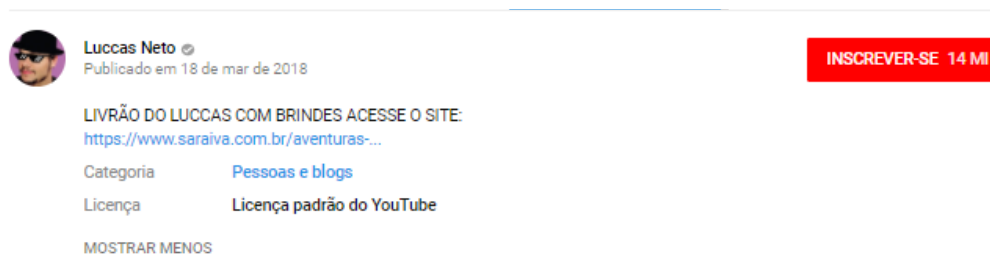 Luccas Neto
Publicado em 18 de mar de 2018
INSCREVER-SE 14 MI
LIVRÃO DO LUCCAS COM BRINDES ACESSE O SITE:
https://www.saraiva.com.br/aventuras-...
Categoria Pessoas e blogs
Licença Licença padrão do YouTube
MOSTRAR MENOS